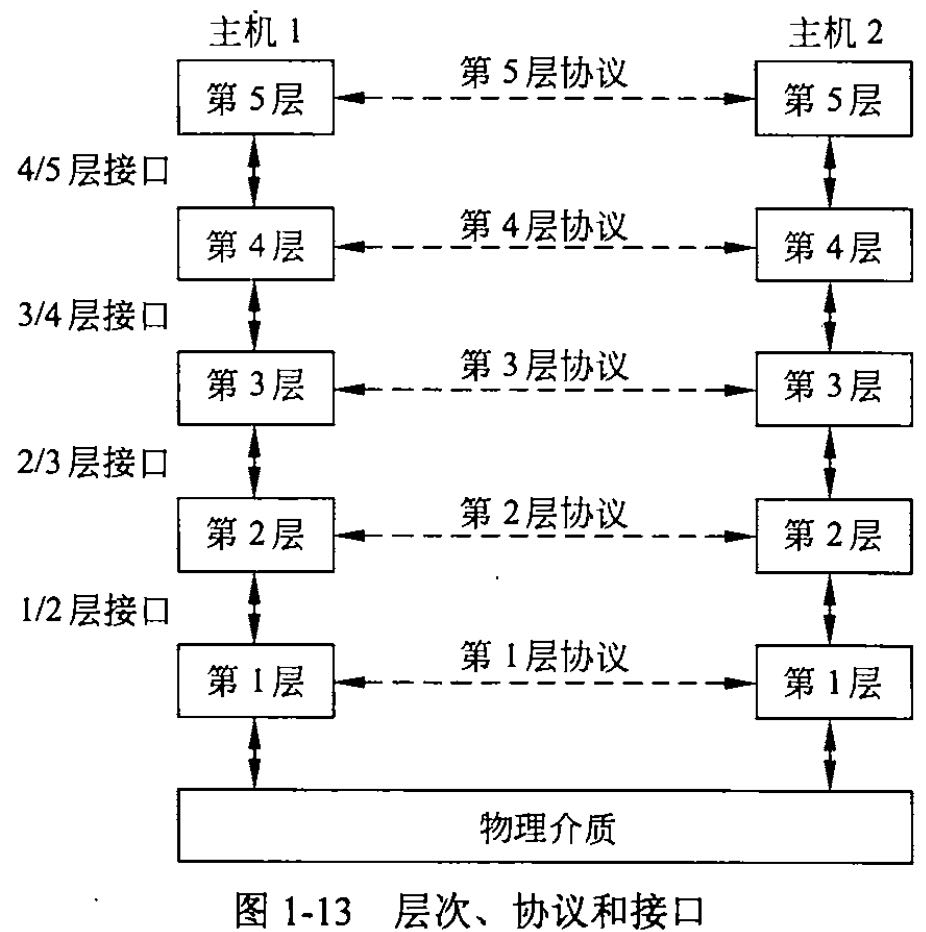 主机 1 主机 2
第 5 层协议
第 5 层 第 5 层
4/5 层接口
第 4 层协议
第 4 层 第 4 层
3/4 层接口
第 3 层协议
第 3 层 第 3 层
2/3 层接口
第 2 层协议
第 2 层 第 2 层
1/2 层接口
第 1 层协议
第 1 层 第 1 层
物理介质
图 1-13 层次、协议和接口